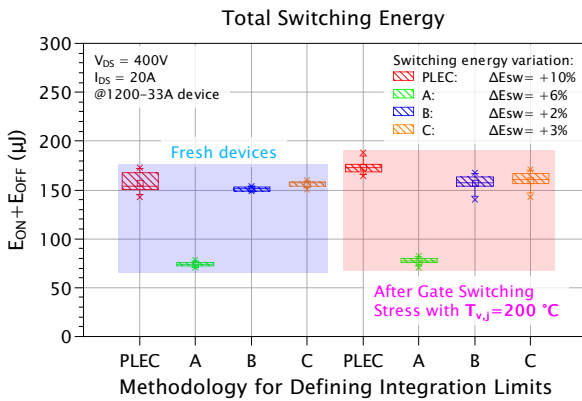 Total Switching Energy
E_ON+E_OFF (µJ)
300
250
200
150
100
50
0
V_DS = 400V
I_DS = 20A
@1200-33A device
Switching energy variation:
PLEC: ΔEsw= +10%
A: ΔEsw= +6%
B: ΔEsw= +2%
C: ΔEsw= +3%
Fresh devices
After Gate Switching
Stress with T_v,j=200 °C
PLEC A B C PLEC A B C
Methodology for Defining Integration Limits